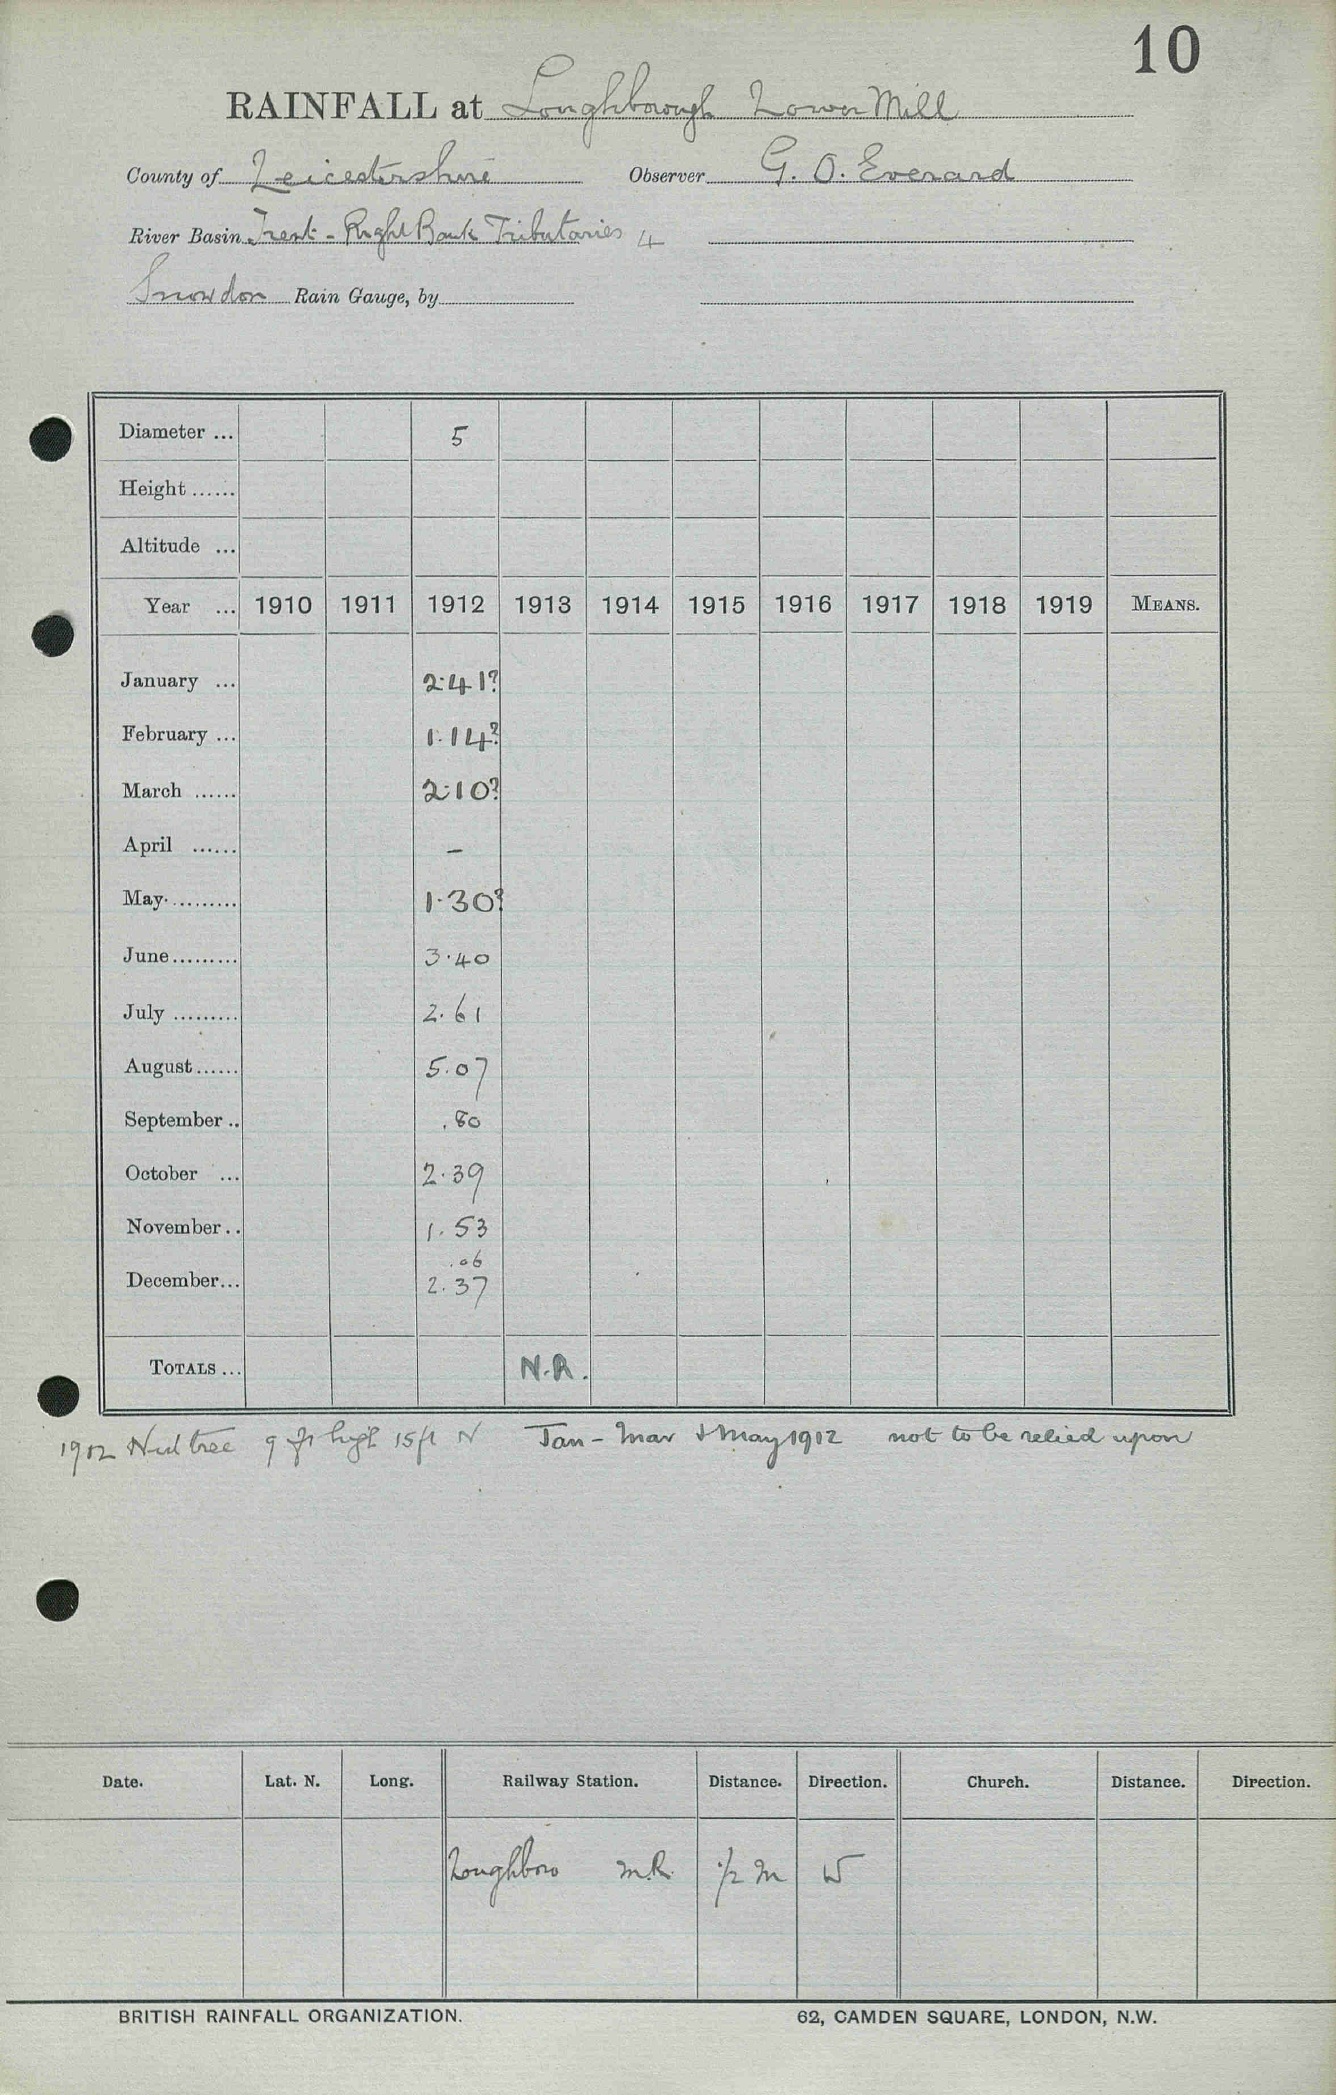 10
RAINFALL at Loughborough Lower Mill
County of Leicestershire Observer G. O. Everard
River Basin Trent - Right Bank Tributaries 4
Snowdon Rain Gauge, by
Diameter ... 5
Height ......
Altitude ...
Year ... 1910 1911 1912 1913 1914 1915 1916 1917 1918 1919 MEANS.
January ... 2.41?
February ... 1.14?
March ...... 2.10?
April ...... –
May ......... 1.30?
June ......... 3.40
July ......... 2.61
August ...... 5.07
September .. .80
October ... 2.39
November .. 1.53
.06
December ... 2.37
TOTALS ... N.R.
1912 Nut tree 9 ft high 15 ft N Jan - Mar & May 1912 not to be relied upon
Date. Lat. N. Long. Railway Station. Distance. Direction. Church. Distance. Direction.
Loughboro M.R. 1/2 m W
BRITISH RAINFALL ORGANIZATION. 62, CAMDEN SQUARE, LONDON, N.W.